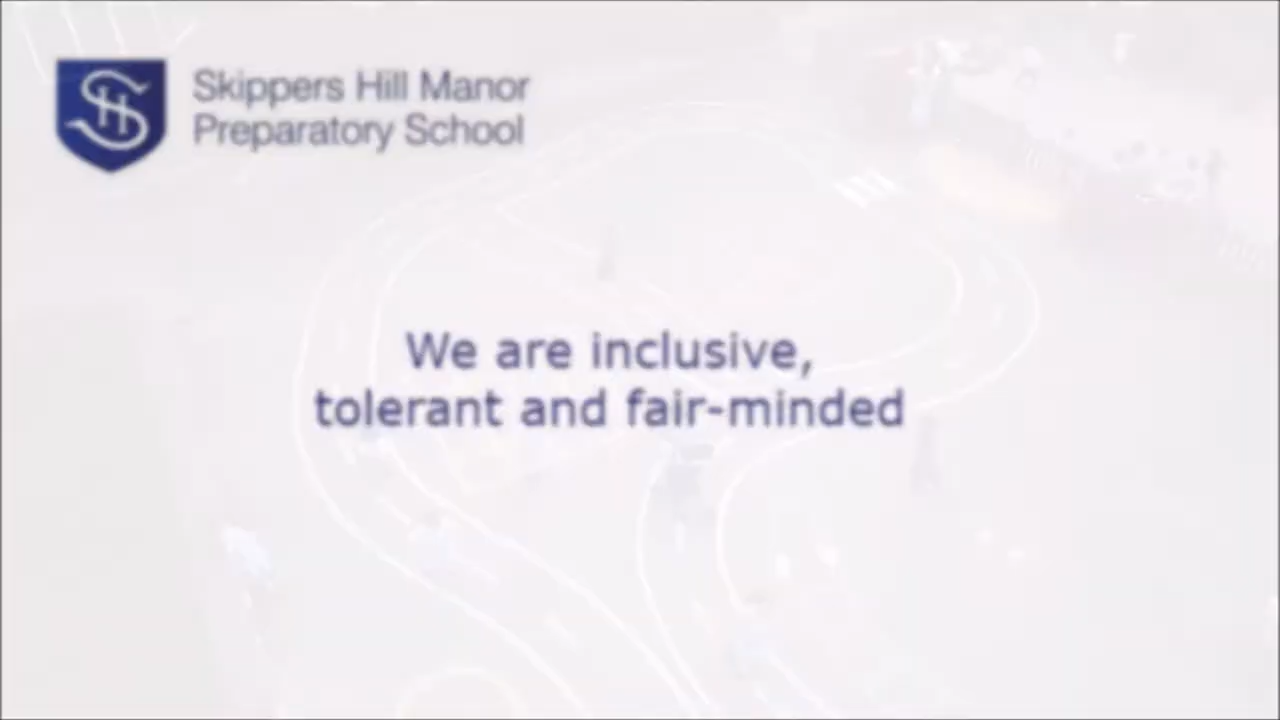 Skippers Hill Manor
Preparatory School
We are inclusive,
tolerant and fair-minded